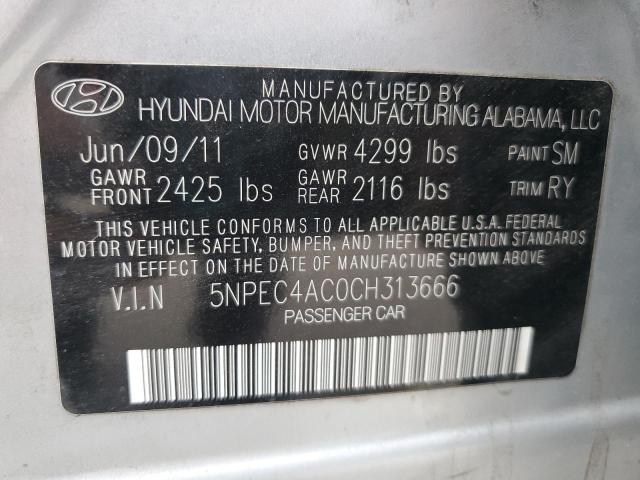 MANUFACTURED BY
HYUNDAI MOTOR MANUFACTURING ALABAMA, LLC
Jun/09/11 GVWR 4299 lbs PAINT SM
GAWR FRONT 2425 lbs GAWR REAR 2116 lbs TRIM RY
THIS VEHICLE CONFORMS TO ALL APPLICABLE U.S.A. FEDERAL
MOTOR VEHICLE SAFETY, BUMPER, AND THEFT PREVENTION STANDARDS
IN EFFECT ON THE DATE OF MANUFACTURE SHOWN ABOVE
V.I.N 5NPEC4AC0CH313666
PASSENGER CAR